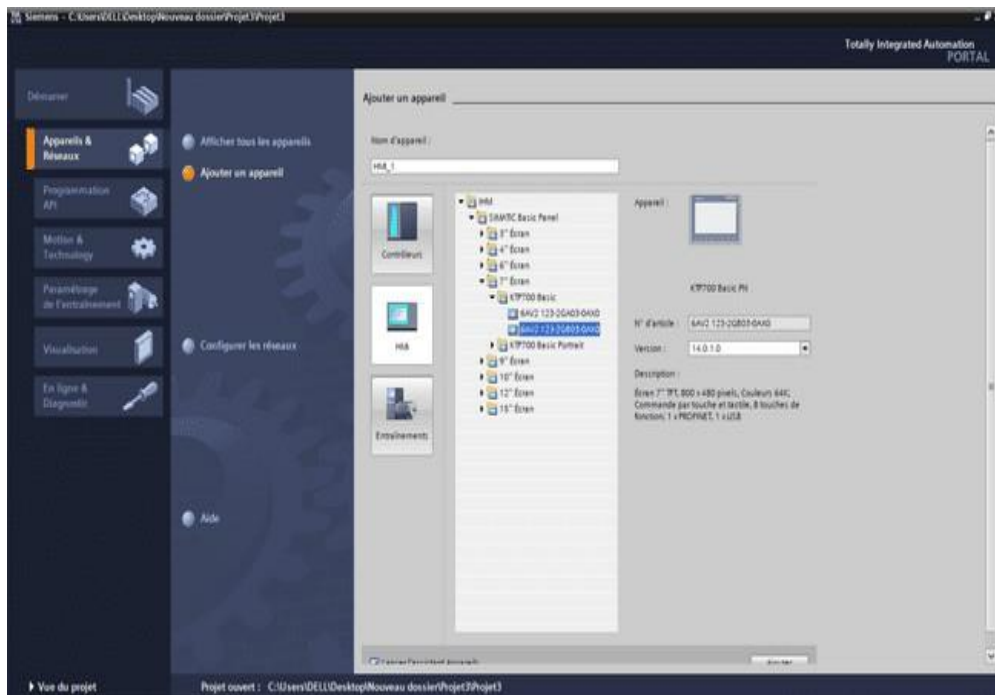 Siemens - C:\Users\DELL\Desktop\Nouveau dossier\Projet3\Projet3
Totally Integrated Automation
PORTAL
Démarrer
Appareils &
Réseaux
Programmation
API
Motion &
Technology
Paramétrage
de l'entraînement
Visualisation
En ligne &
Diagnostic
Afficher tous les appareils
Ajouter un appareil
Configurer les réseaux
Aide
Ajouter un appareil
Nom d'appareil :
HMI_1
Contrôleurs
HMI
Entraînements
IHM
SIMATIC Basic Panel
3" Écran
4" Écran
6" Écran
7" Écran
KTP700 Basic
6AV2 123-2GA03-0AX0
6AV2 123-2GB03-0AX0
KTP700 Basic Portrait
9" Écran
10" Écran
12" Écran
15" Écran
Appareil :
KTP700 Basic PN
N° d'article :
6AV2 123-2GB03-0AX0
Version :
14.0.1.0
Description :
Écran 7" TFT, 800 x 480 pixels, Couleurs 64K;
Commande par touche et tactile, 8 touches de
fonction; 1 x PROFINET, 1 x USB
Lancer l'assistant Appareils
Ajouter
Vue du projet
Projet ouvert : C:\Users\DELL\Desktop\Nouveau dossier\Projet3\Projet3